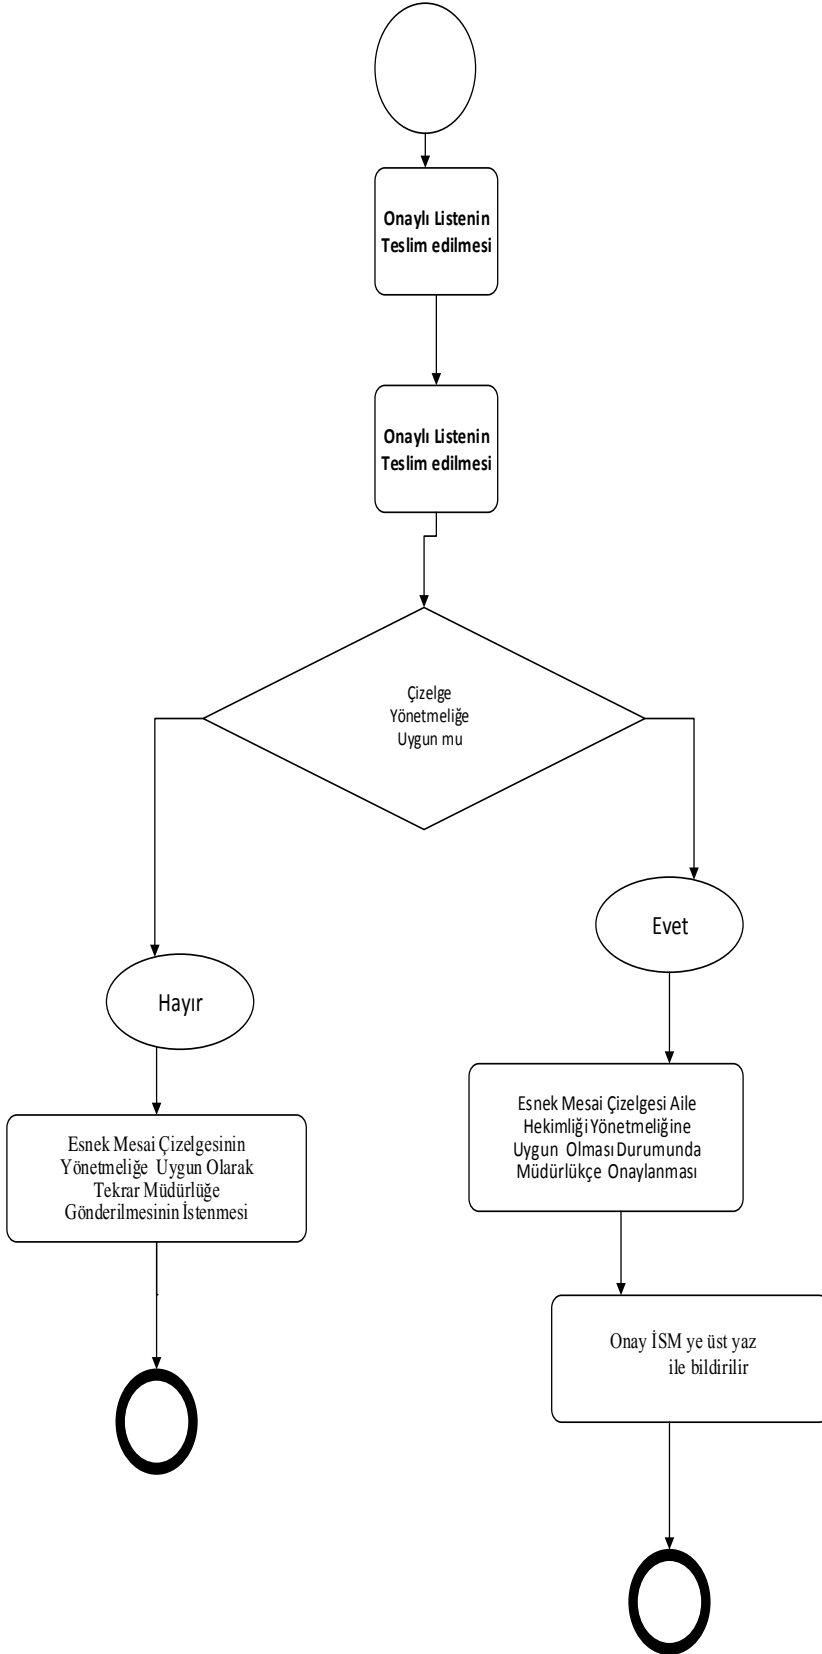 Onaylı Listenin
Teslim edilmesi
Onaylı Listenin
Teslim edilmesi
Çizelge
Yönetmeliğe
Uygun mu
Evet
Hayır
Esnek Mesai Çizelgesi Aile
Hekimliği Yönetmeliğine
Uygun Olması Durumunda
Müdürlükçe Onaylanması
Esnek Mesai Çizelgesinin
Yönetmeliğe Uygun Olarak
Tekrar Müdürlüğe
Gönderilmesinin İstenmesi
Onay İSM ye üst yaz
ile bildirilir